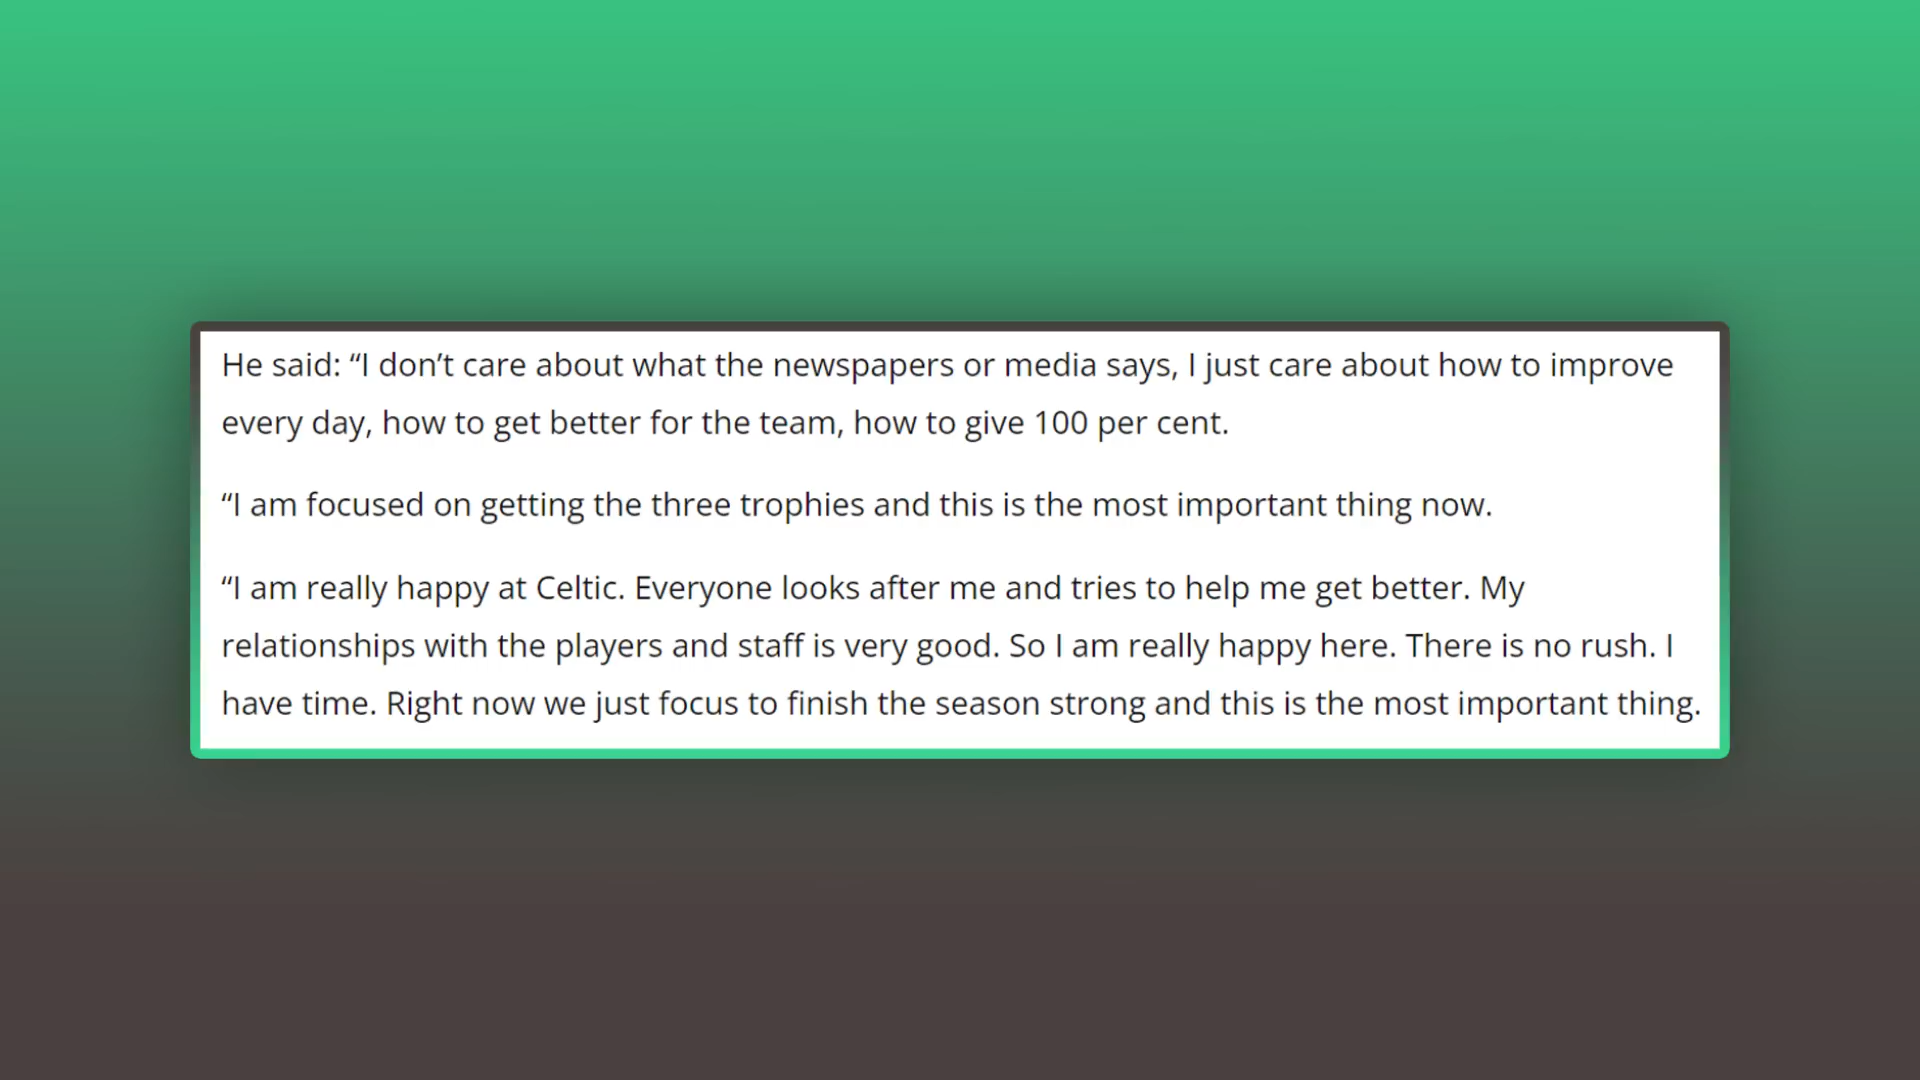 He said: “I don’t care about what the newspapers or media says, I just care about how to improve
every day, how to get better for the team, how to give 100 per cent.
“I am focused on getting the three trophies and this is the most important thing now.
“I am really happy at Celtic. Everyone looks after me and tries to help me get better. My
relationships with the players and staff is very good. So I am really happy here. There is no rush. I
have time. Right now we just focus to finish the season strong and this is the most important thing.